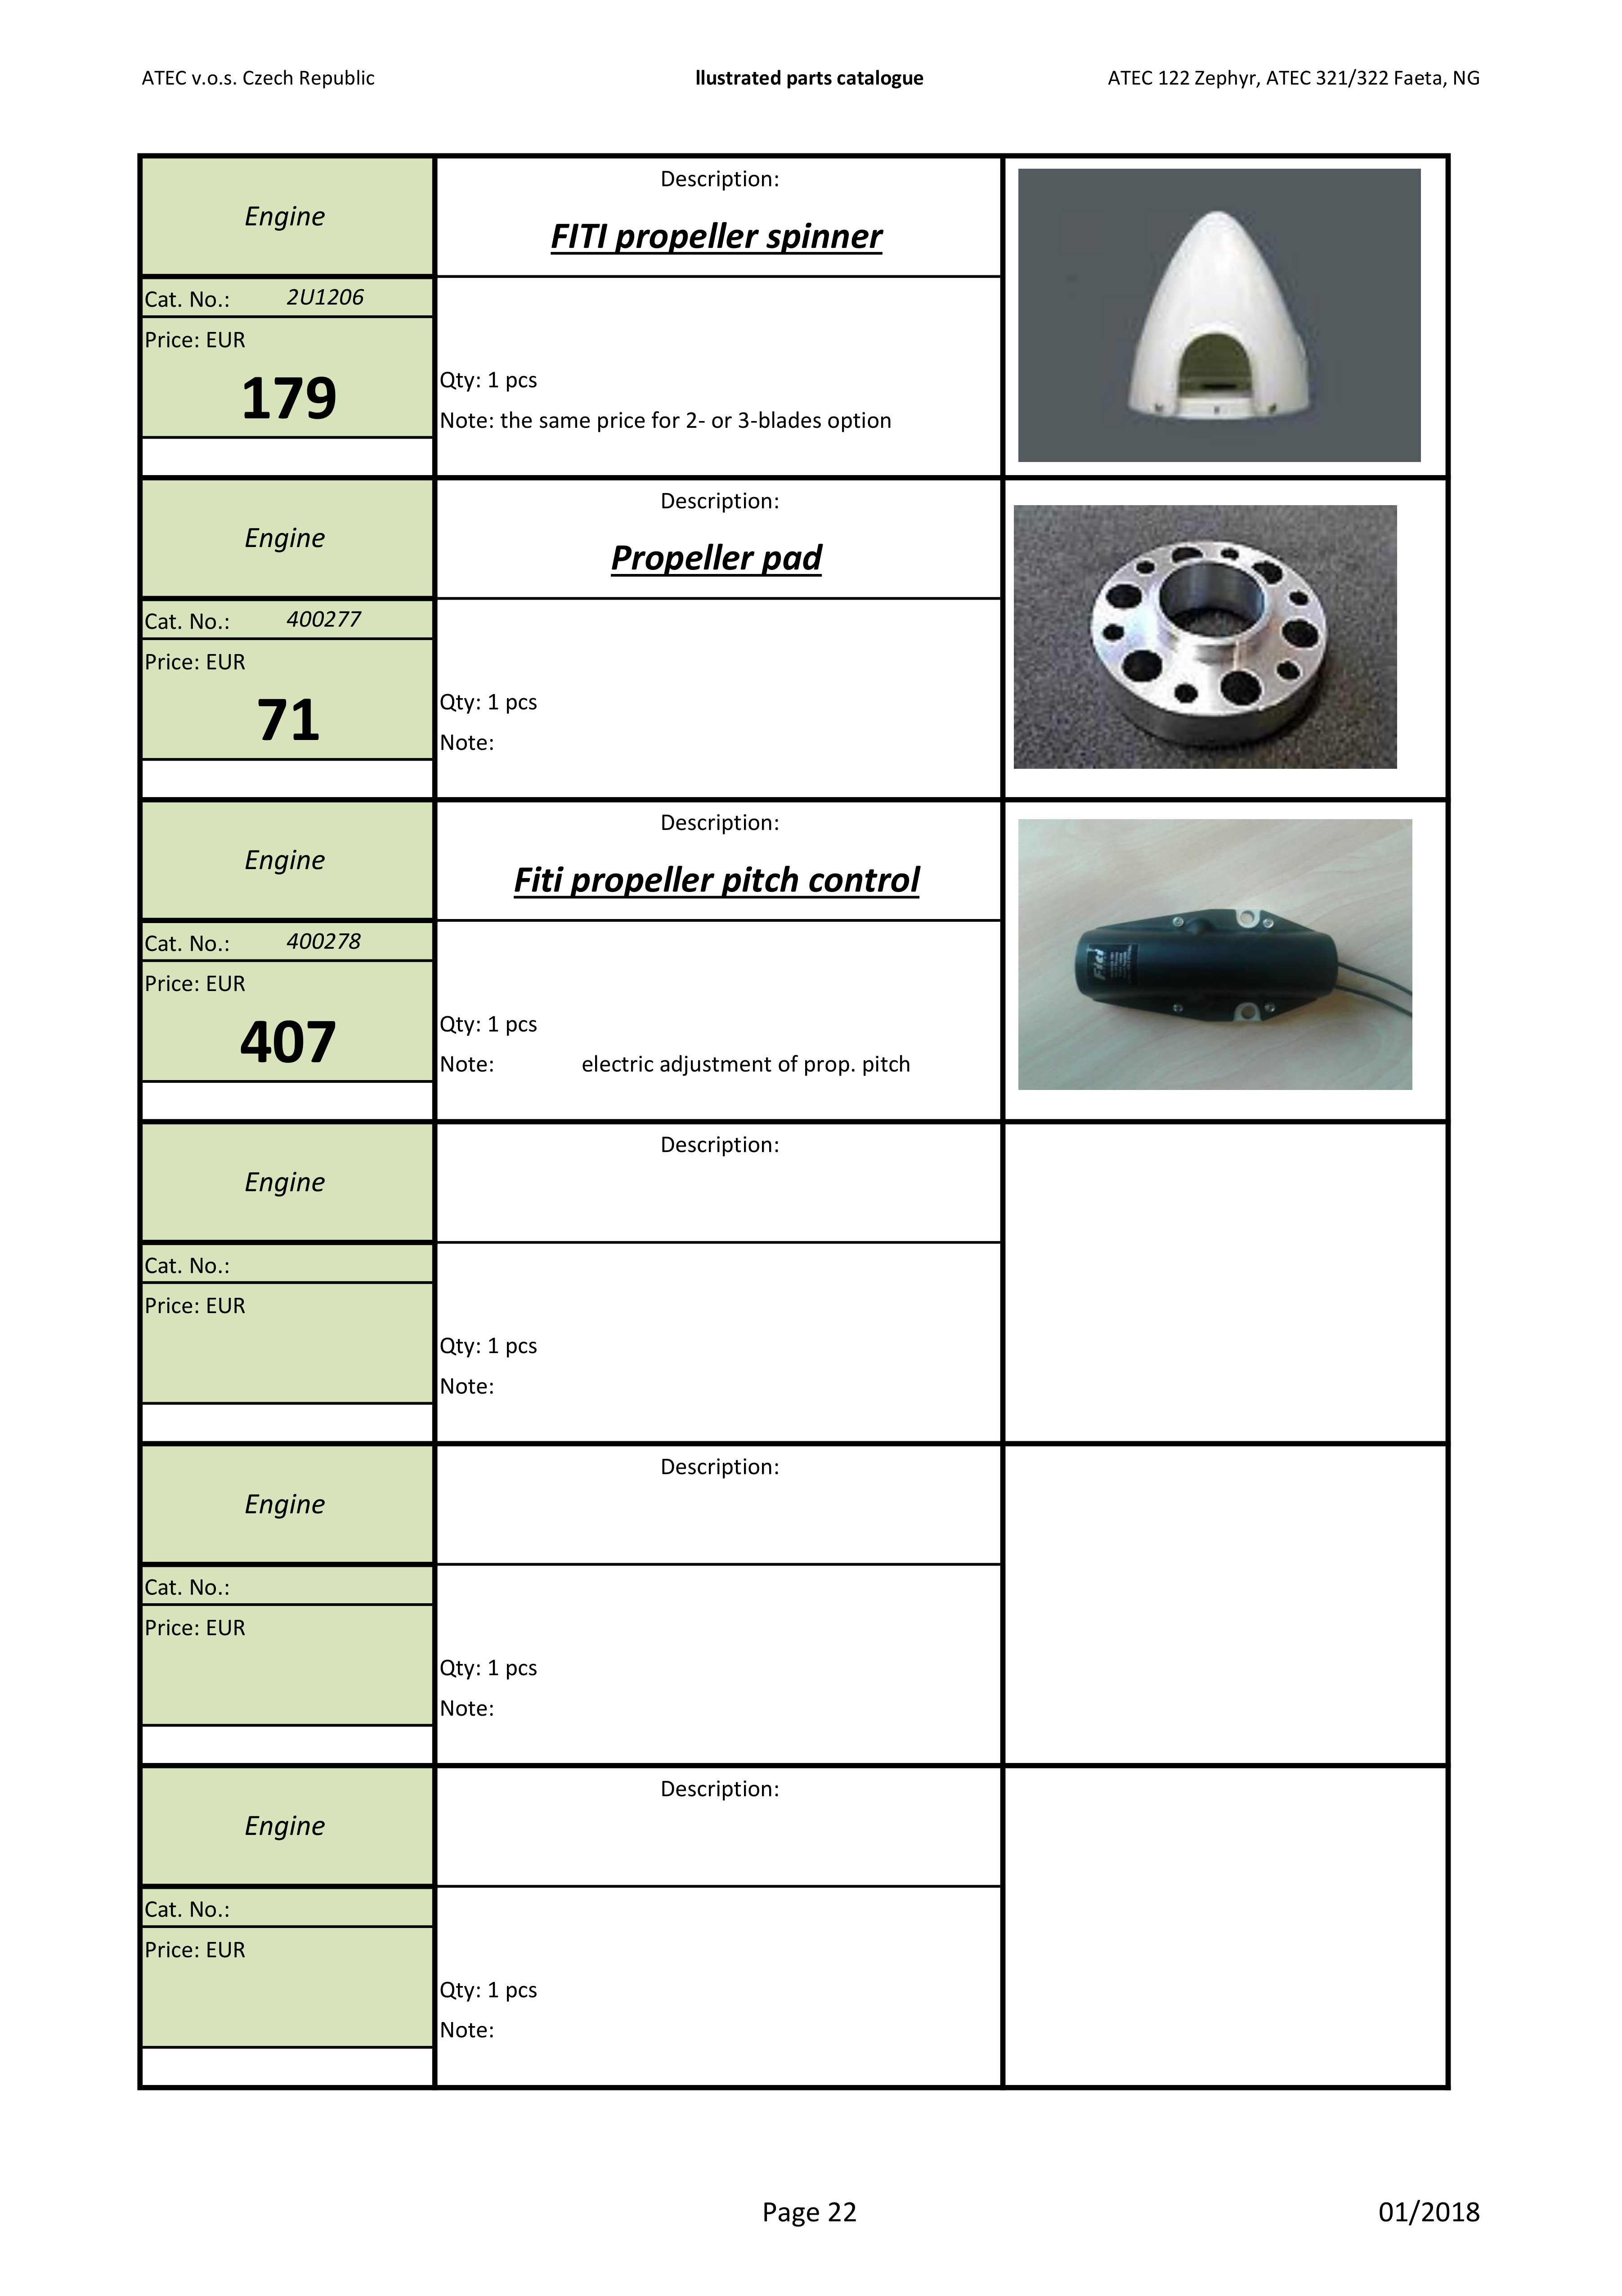 ATEC v.o.s. Czech Republic llustrated parts catalogue ATEC 122 Zephyr, ATEC 321/322 Faeta, NG
Engine
Description:
FITI propeller spinner
Cat. No.: 2U1206
Price: EUR
179
Qty: 1 pcs
Note: the same price for 2- or 3-blades option
Engine
Description:
Propeller pad
Cat. No.: 400277
Price: EUR
71
Qty: 1 pcs
Note:
Engine
Description:
Fiti propeller pitch control
Cat. No.: 400278
Price: EUR
407
Qty: 1 pcs
Note: electric adjustment of prop. pitch
Fiti
Engine
Description:
Cat. No.:
Price: EUR
Qty: 1 pcs
Note:
Engine
Description:
Cat. No.:
Price: EUR
Qty: 1 pcs
Note:
Engine
Description:
Cat. No.:
Price: EUR
Qty: 1 pcs
Note:
Page 22 01/2018